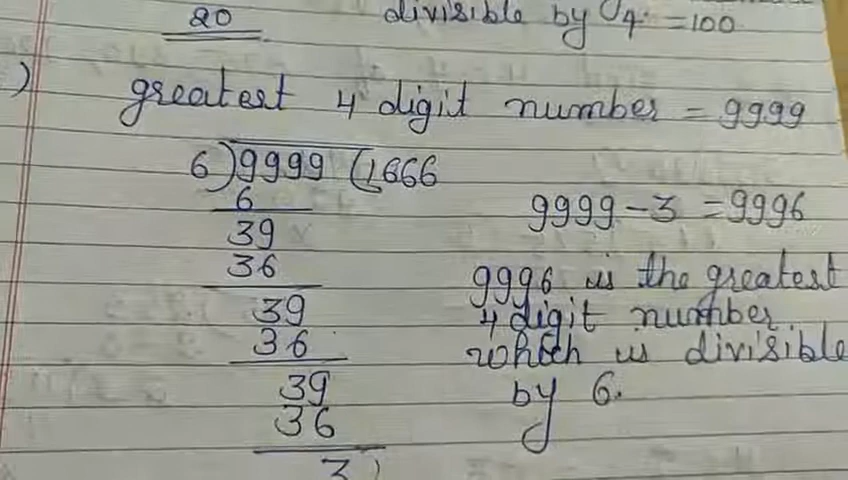 20
divisible by 4 = 100
)
greatest 4 digit number = 9999
6)9999(1666
6
39
36
39
36
39
36
3
9999 - 3 = 9996
9996 is the greatest
4 digit number
which is divisible
by 6.